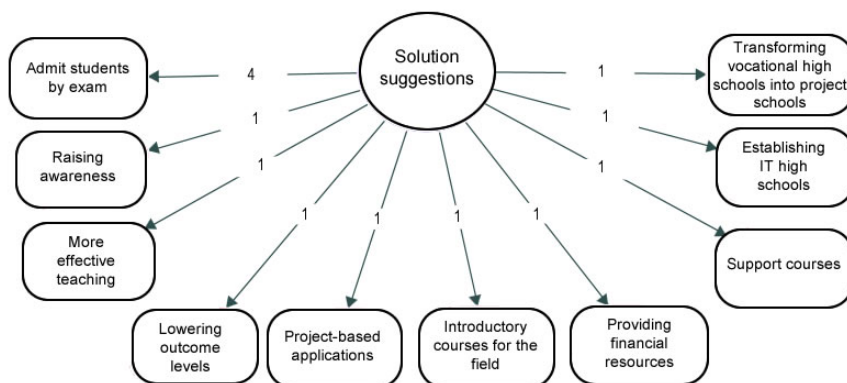 Solution
suggestions
Admit students
by exam
4
Raising
awareness
1
More
effective
teaching
1
Lowering
outcome
levels
1
Project-based
applications
1
Introductory
courses for the
field
1
Providing
financial
resources
1
Support courses
1
Establishing
IT high
schools
1
Transforming
vocational high
schools into project
schools
1